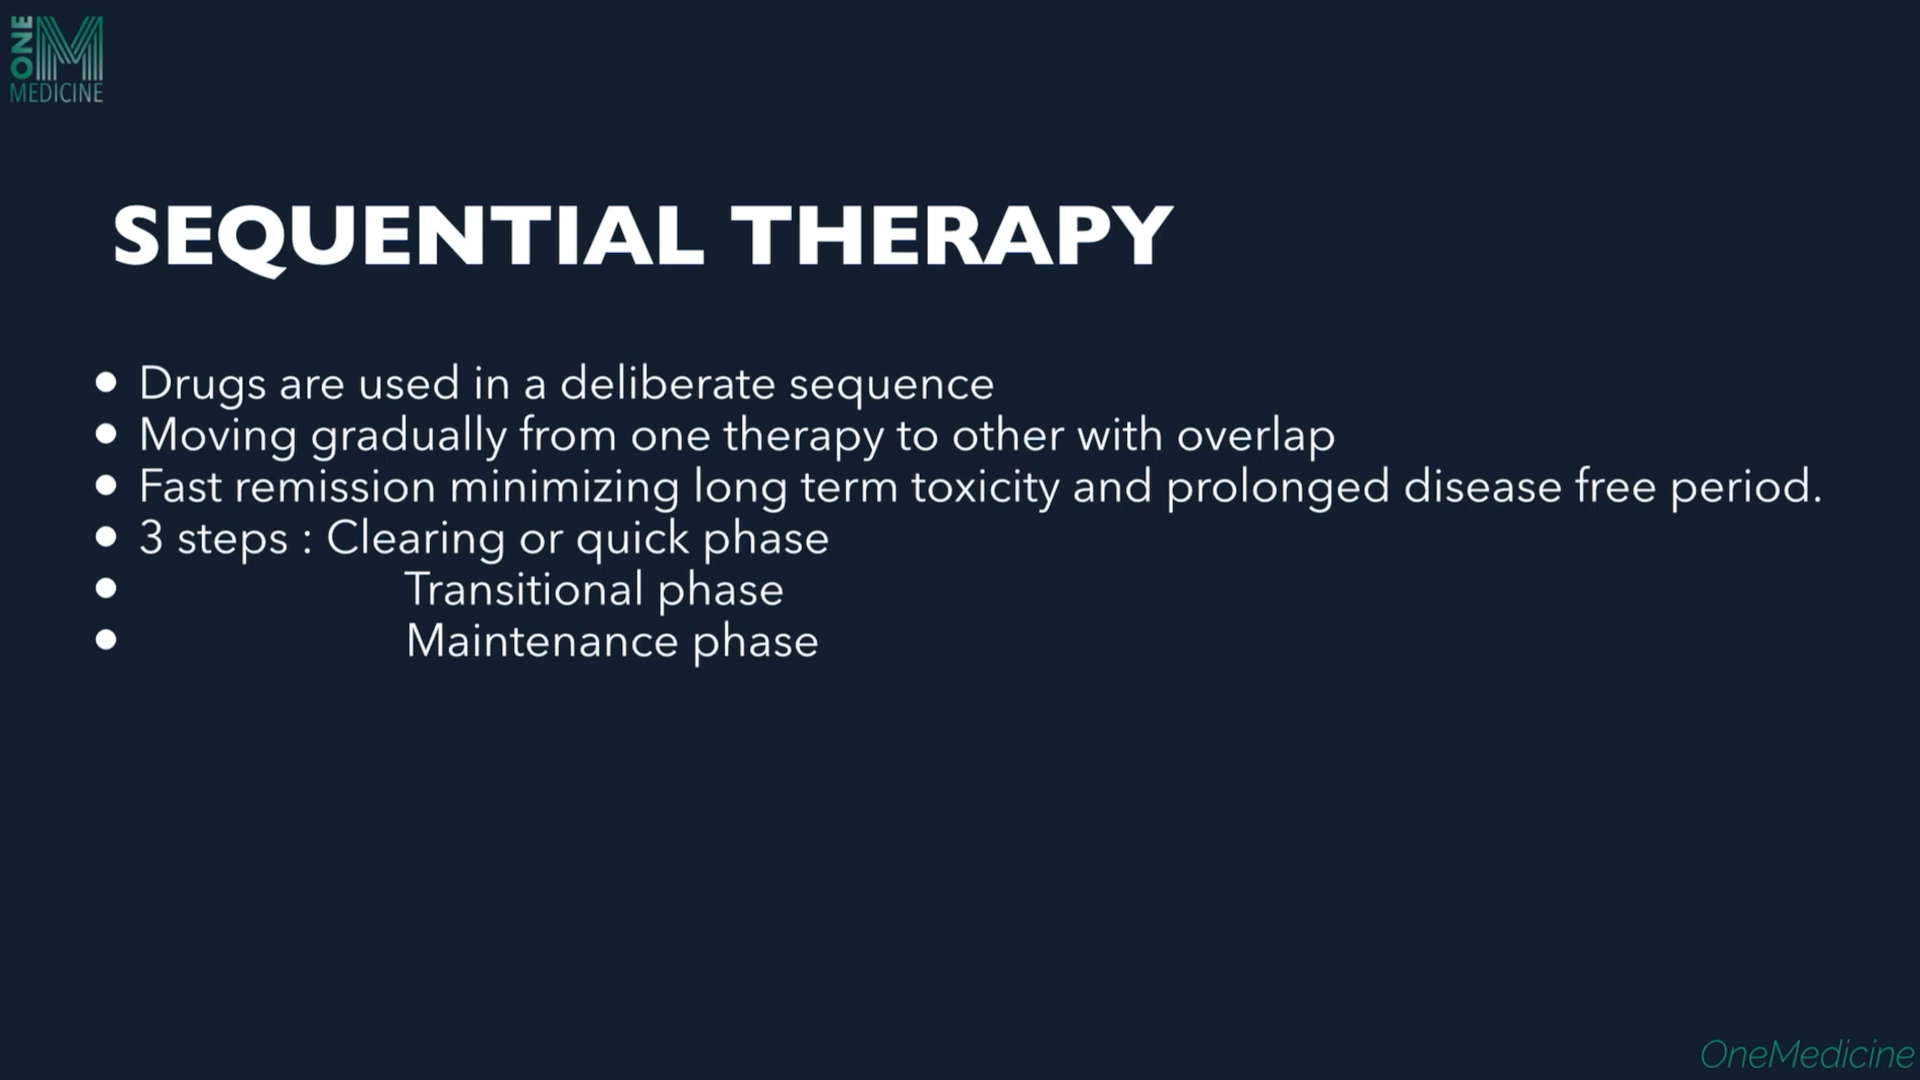 ONE
M
MEDICINE
SEQUENTIAL THERAPY
• Drugs are used in a deliberate sequence
• Moving gradually from one therapy to other with overlap
• Fast remission minimizing long term toxicity and prolonged disease free period.
• 3 steps : Clearing or quick phase
• Transitional phase
• Maintenance phase
OneMedicine